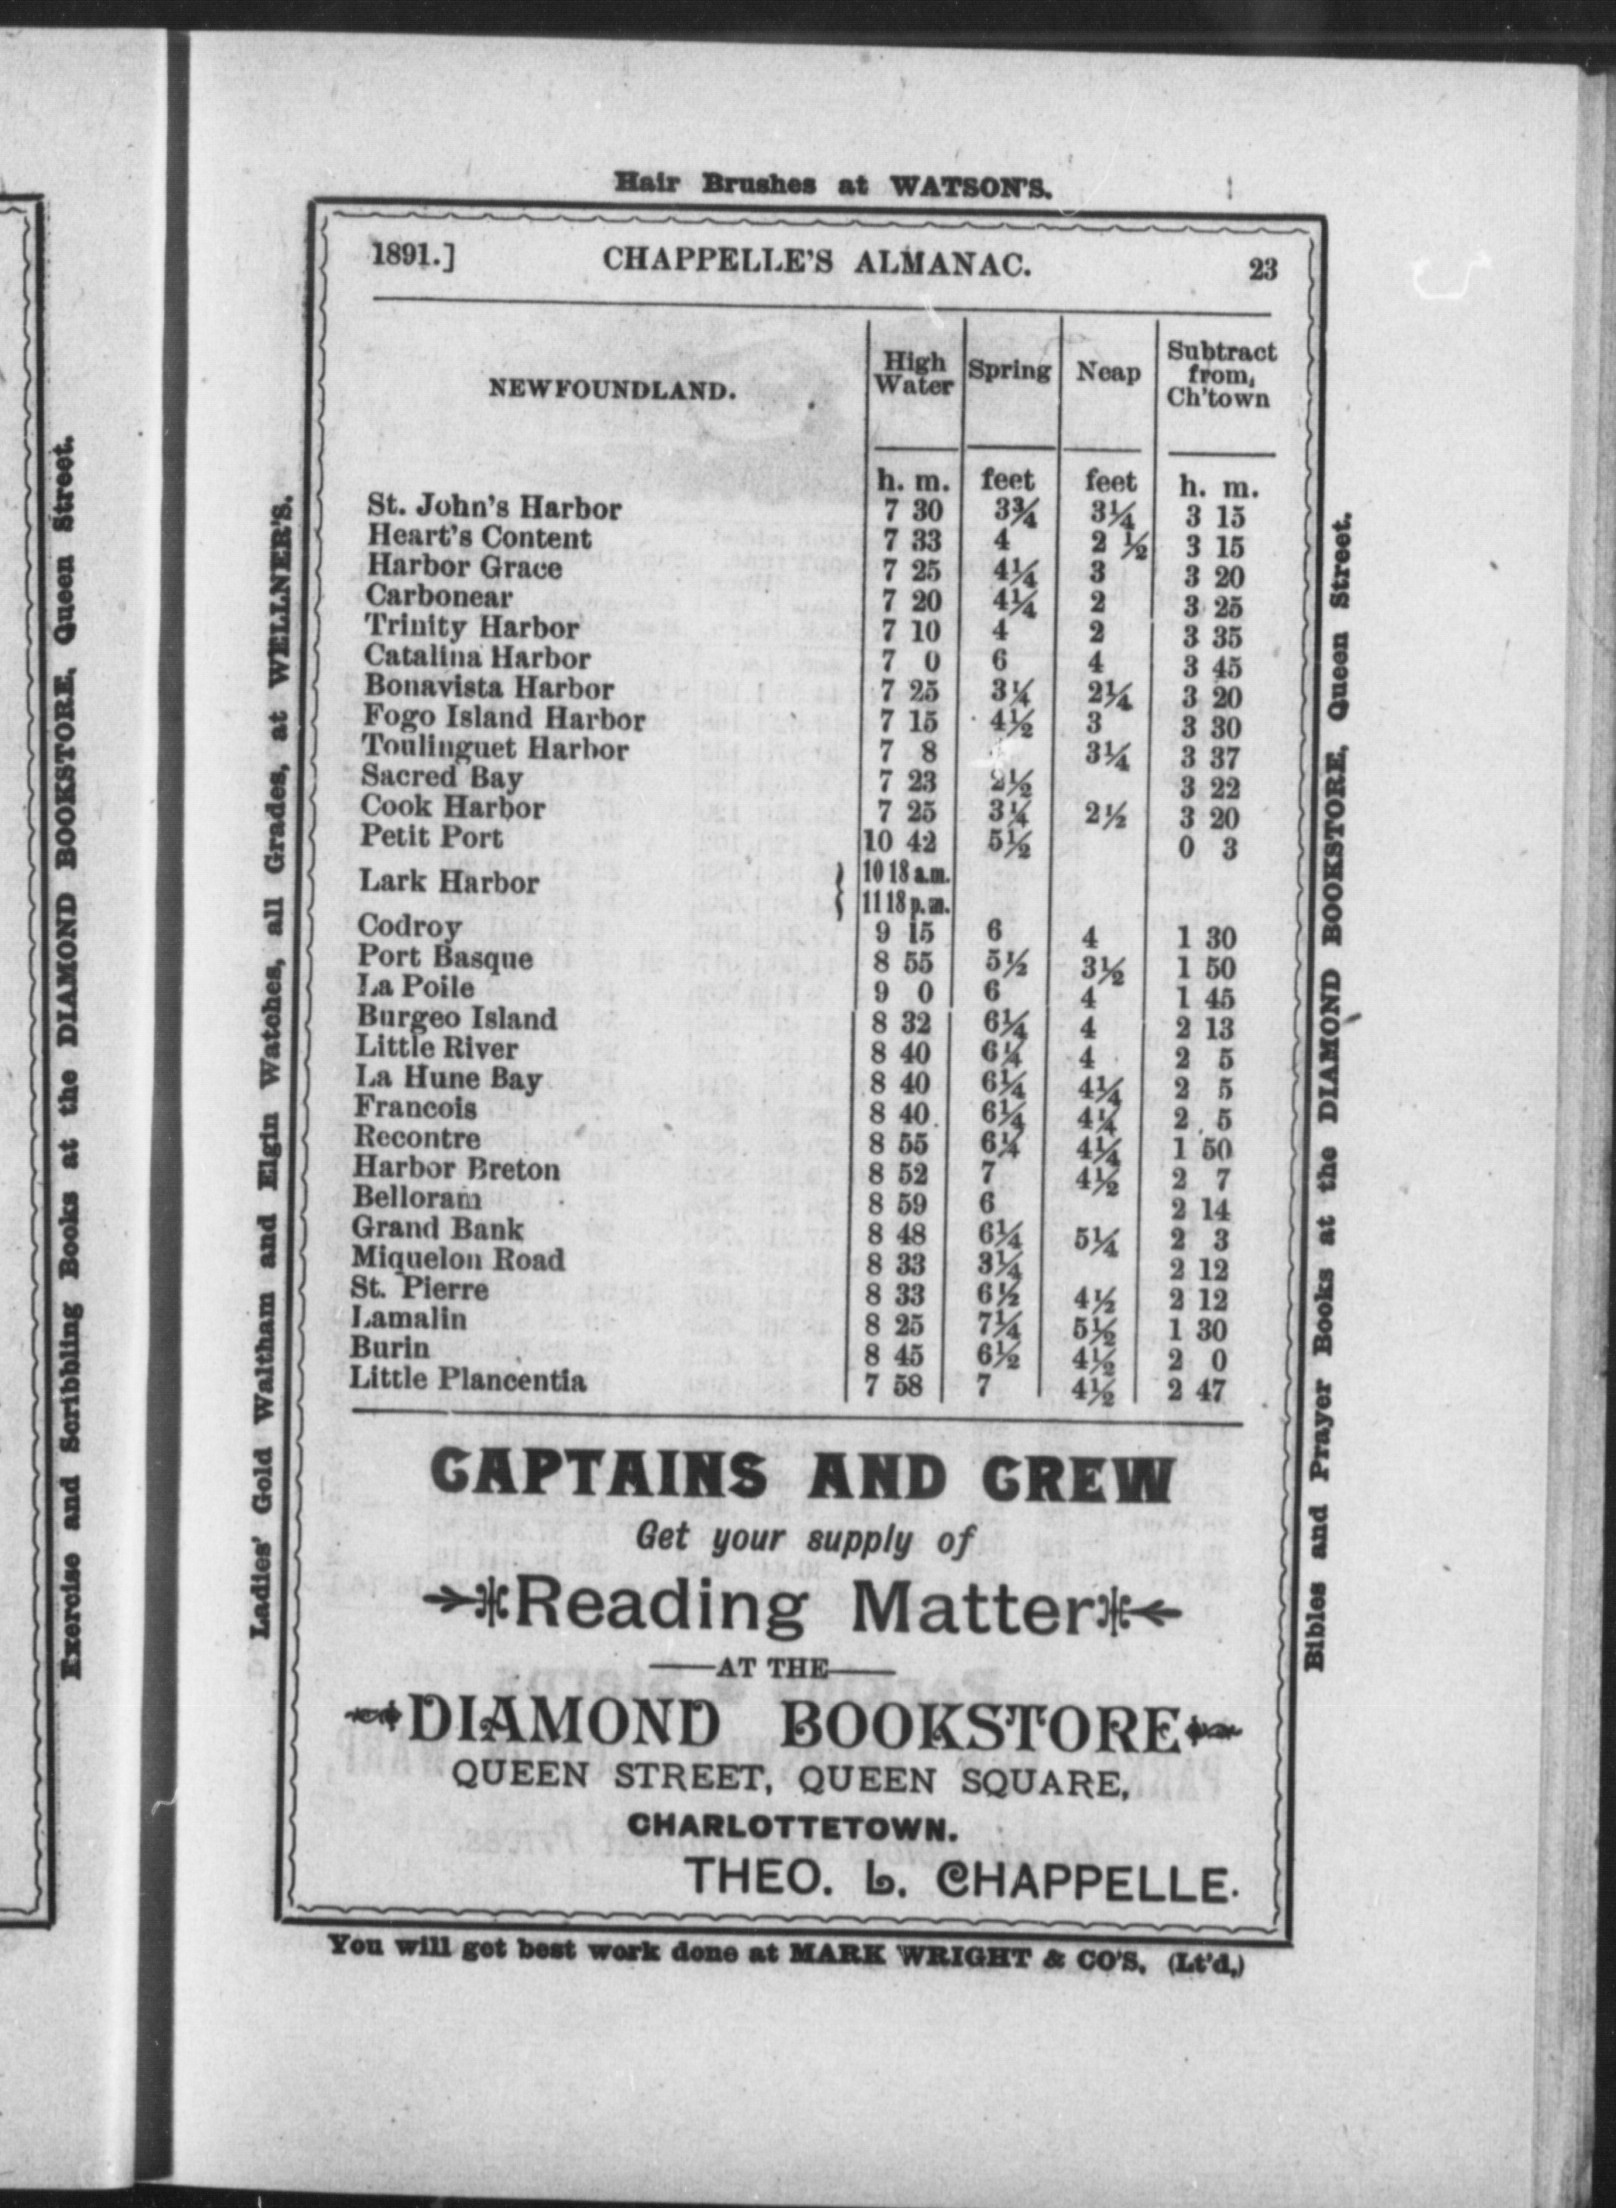 Exercise and Scribbling Books at the DIAMOND BOOKSTORE, Queen Street.
Hair Brushes at WATSON'S.
Ladies' Gold Waltham and Elgin Watches, all Grades, at WELLNER'S.
1891.] CHAPPELLE'S ALMANAC. 23
NEWFOUNDLAND. High Water Spring Neap Subtract from, Ch'town
h. m. feet feet h. m.
St. John's Harbor 7 30 3¾ 3¼ 3 15
Heart's Content 7 33 4 2 ½ 3 15
Harbor Grace 7 25 4¼ 3 3 20
Carbonear 7 20 4¼ 2 3 25
Trinity Harbor 7 10 4 2 3 35
Catalina Harbor 7 0 6 4 3 45
Bonavista Harbor 7 25 3¼ 2¼ 3 20
Fogo Island Harbor 7 15 4½ 3 3 30
Toulinguet Harbor 7 8 3¼ 3 37
Sacred Bay 7 23 2½ 3 22
Cook Harbor 7 25 3¼ 2½ 3 20
Petit Port 10 42 5½ 0 3
Lark Harbor { 10 18 a.m.
11 18 p.m.
Codroy 9 15 6 4 1 30
Port Basque 8 55 5½ 3½ 1 50
La Poile 9 0 6 4 1 45
Burgeo Island 8 32 6¼ 4 2 13
Little River 8 40 6¼ 4 2 5
La Hune Bay 8 40 6¼ 4¼ 2 5
Francois 8 40 6¼ 4¼ 2 5
Recontre 8 55 6¼ 4¼ 1 50
Harbor Breton 8 52 7 4½ 2 7
Belloram 8 59 6 2 14
Grand Bank 8 48 6¼ 5¼ 2 3
Miquelon Road 8 33 3¼ 2 12
St. Pierre 8 33 6½ 4½ 2 12
Lamalin 8 25 7¼ 5½ 1 30
Burin 8 45 6½ 4½ 2 0
Little Plancentia 7 58 7 4½ 2 47
CAPTAINS AND CREW
Get your supply of
Reading Matter
AT THE
DIAMOND BOOKSTORE
QUEEN STREET, QUEEN SQUARE,
CHARLOTTETOWN.
THEO. L. CHAPPELLE.
Bibles and Prayer Books at the DIAMOND BOOKSTORE, Queen Street.
You will get best work done at MARK WRIGHT & CO'S, (Lt'd,)